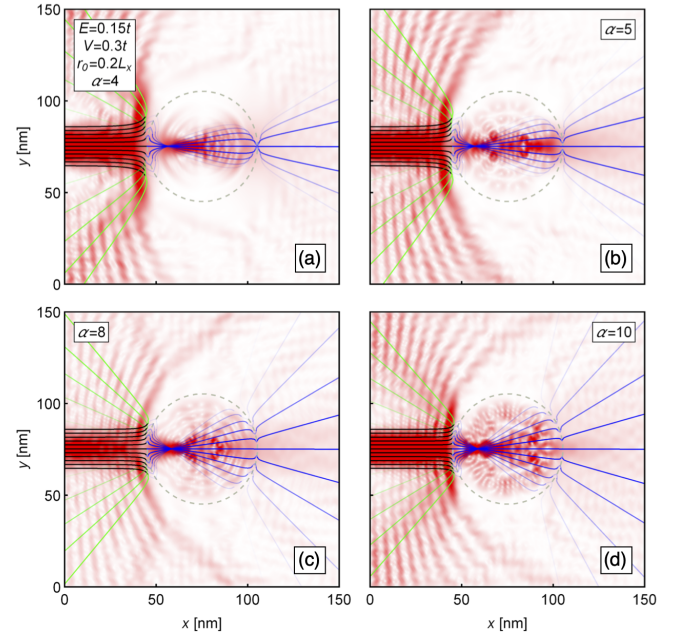 150
100
50
0
y [nm]
E=0.15t
V=0.3t
r₀=0.2Lₓ
α=4
(a)
α=5
(b)
150
100
50
0
y [nm]
0
50
100
150
x [nm]
α=8
(c)
0
50
100
150
x [nm]
α=10
(d)